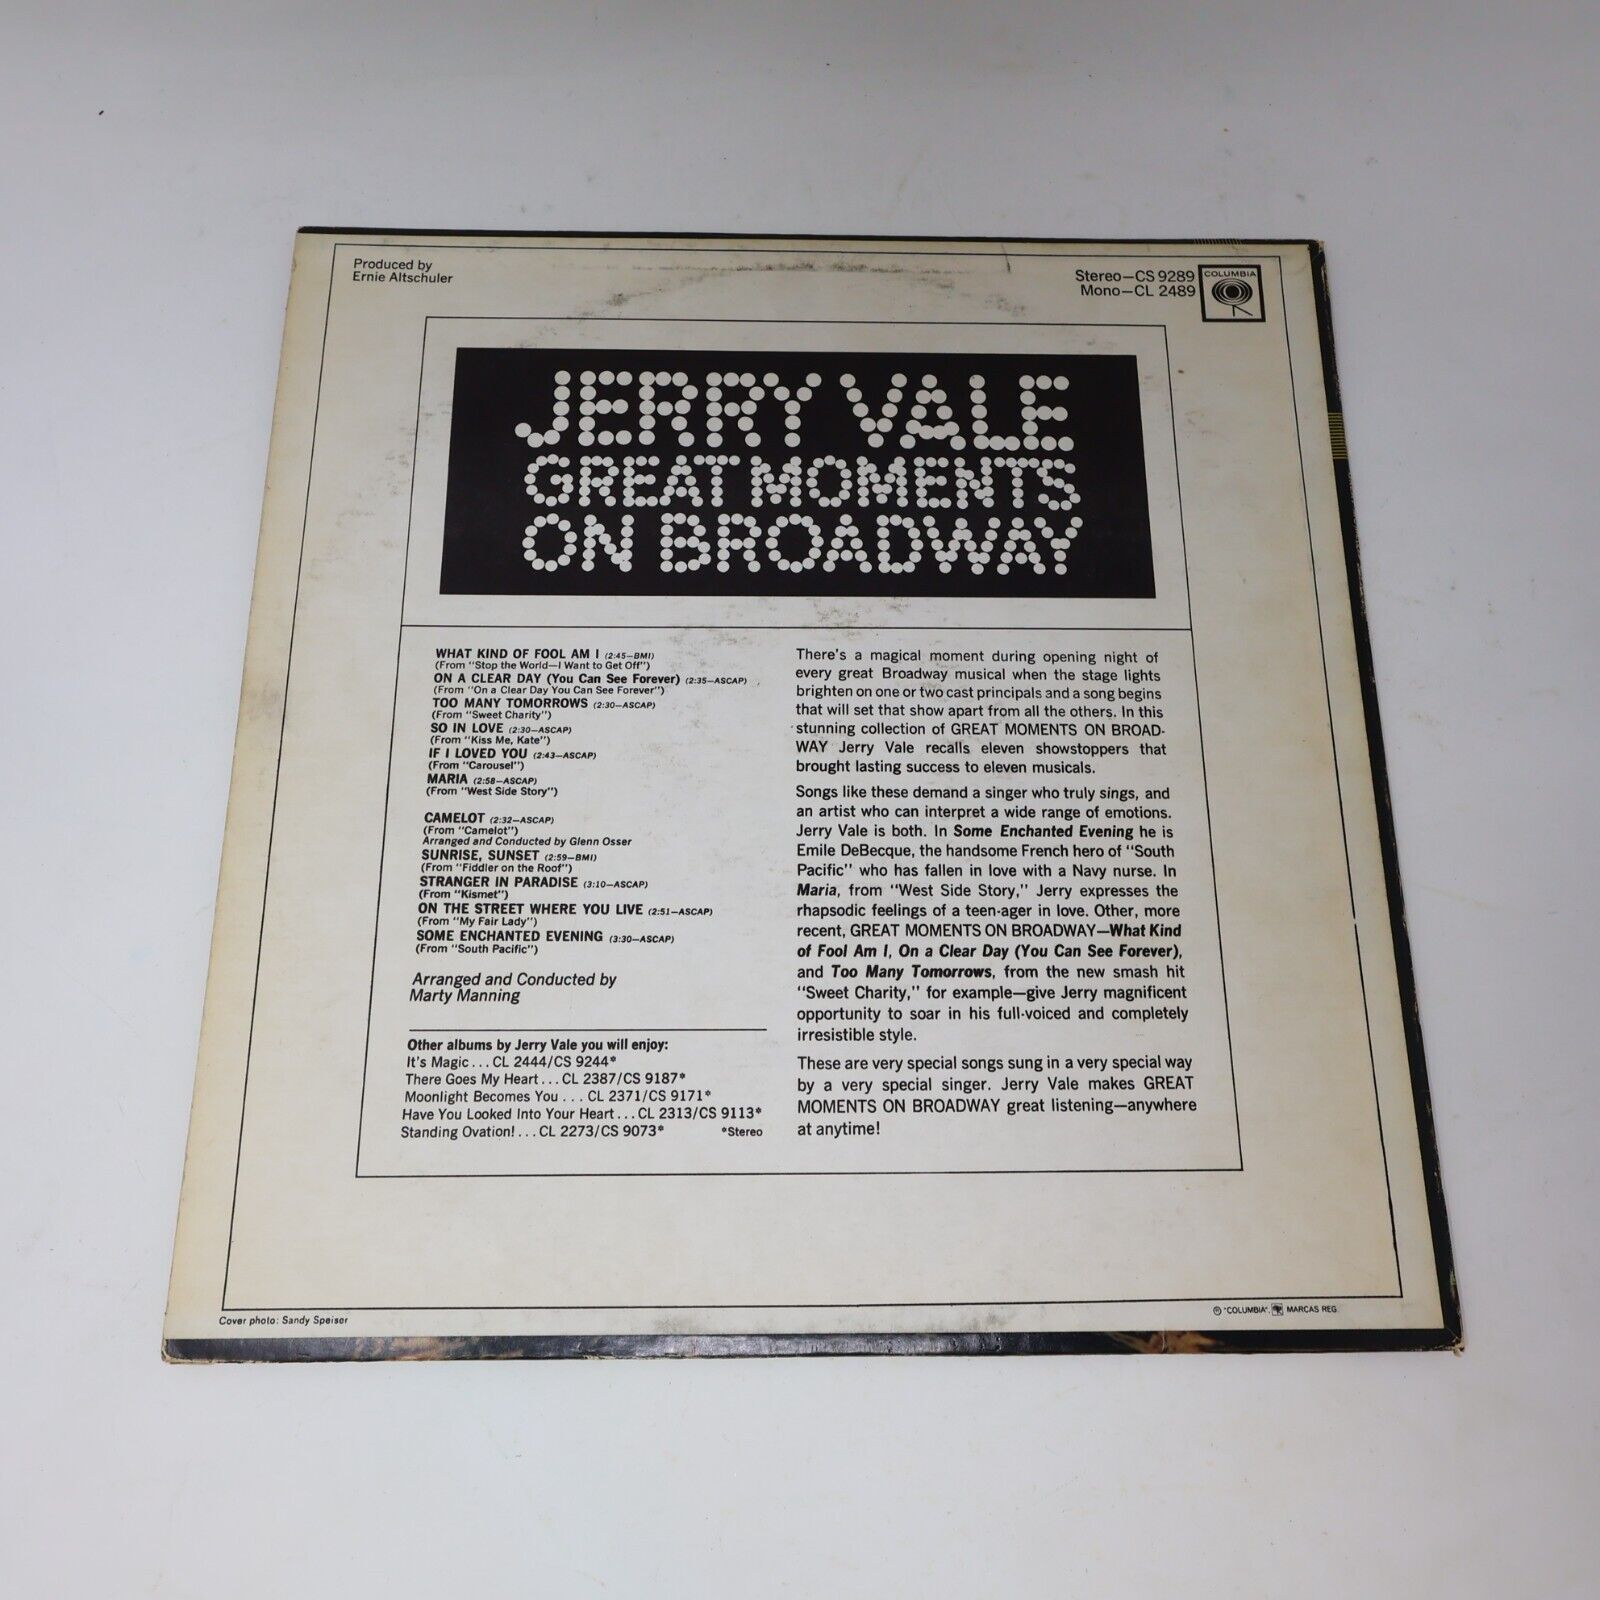 Produced by
Ernie Altschuler
Stereo—CS 9289
Mono—CL 2489
COLUMBIA
JERRY VALE
GREAT MOMENTS
ON BROADWAY
WHAT KIND OF FOOL AM I (2:45—BMI)
(From "Stop the World—I Want to Get Off")
ON A CLEAR DAY (You Can See Forever) (2:35—ASCAP)
(From "On a Clear Day You Can See Forever")
TOO MANY TOMORROWS (2:30—ASCAP)
(From "Sweet Charity")
SO IN LOVE (2:30—ASCAP)
(From "Kiss Me, Kate")
IF I LOVED YOU (2:43—ASCAP)
(From "Carousel")
MARIA (2:58—ASCAP)
(From "West Side Story")
CAMELOT (2:32—ASCAP)
(From "Camelot")
Arranged and Conducted by Glenn Osser
SUNRISE, SUNSET (2:59—BMI)
(From "Fiddler on the Roof")
STRANGER IN PARADISE (3:10—ASCAP)
(From "Kismet")
ON THE STREET WHERE YOU LIVE (2:51—ASCAP)
(From "My Fair Lady")
SOME ENCHANTED EVENING (3:30—ASCAP)
(From "South Pacific")
Arranged and Conducted by
Marty Manning
Other albums by Jerry Vale you will enjoy:
It's Magic . . . CL 2444/CS 9244*
There Goes My Heart . . . CL 2387/CS 9187*
Moonlight Becomes You . . . CL 2371/CS 9171*
Have You Looked Into Your Heart . . . CL 2313/CS 9113*
Standing Ovation! . . . CL 2273/CS 9073* *Stereo
There's a magical moment during opening night of
every great Broadway musical when the stage lights
brighten on one or two cast principals and a song begins
that will set that show apart from all the others. In this
stunning collection of GREAT MOMENTS ON BROAD-
WAY Jerry Vale recalls eleven showstoppers that
brought lasting success to eleven musicals.
Songs like these demand a singer who truly sings, and
an artist who can interpret a wide range of emotions.
Jerry Vale is both. In Some Enchanted Evening he is
Emile DeBecque, the handsome French hero of "South
Pacific" who has fallen in love with a Navy nurse. In
Maria, from "West Side Story," Jerry expresses the
rhapsodic feelings of a teen-ager in love. Other, more
recent, GREAT MOMENTS ON BROADWAY—What Kind
of Fool Am I, On a Clear Day (You Can See Forever),
and Too Many Tomorrows, from the new smash hit
"Sweet Charity," for example—give Jerry magnificent
opportunity to soar in his full-voiced and completely
irresistible style.
These are very special songs sung in a very special way
by a very special singer. Jerry Vale makes GREAT
MOMENTS ON BROADWAY great listening—anywhere
at anytime!
Cover photo: Sandy Speiser
℗ "COLUMBIA", MARCAS REG.